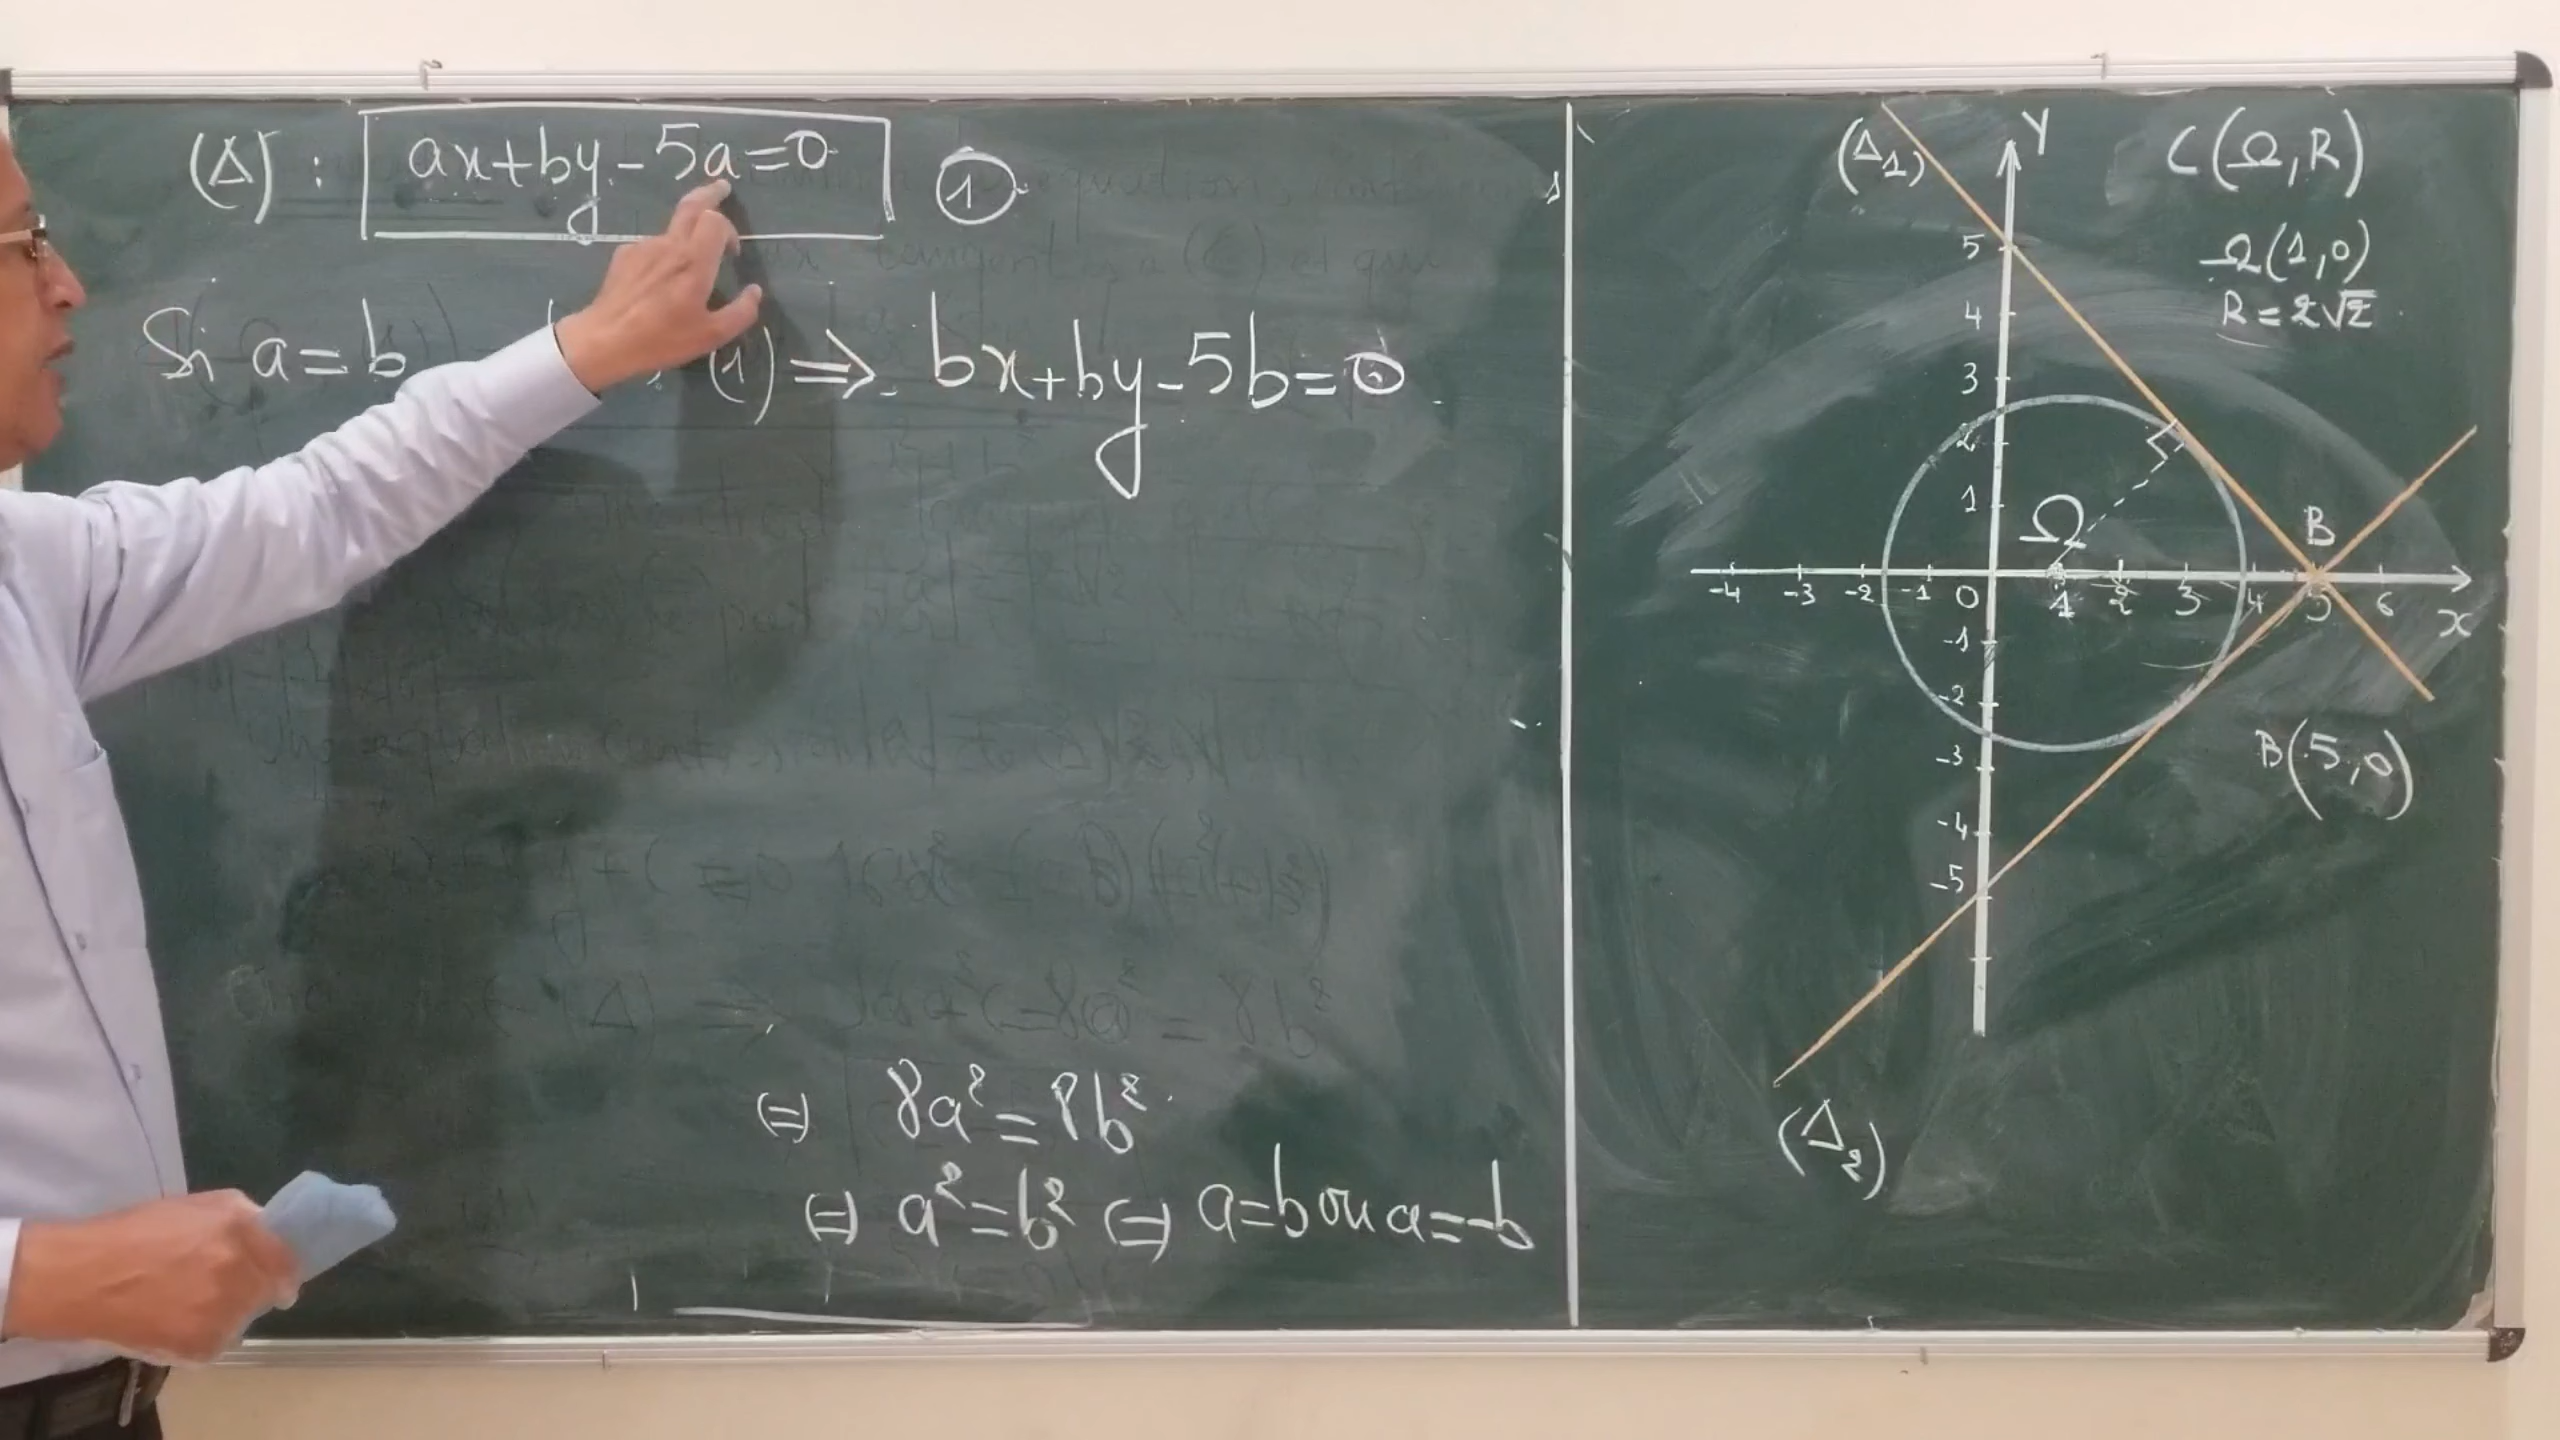 (Δ) : ax+by-5a=0 ①
Si a=b (1) ⟹ bx+by-5b=0
⇔ 8a²=8b²
⇔ a²=b² ⇔ a=b ou a=-b
(Δ₁)
Y
C(Ω,R)
Ω(1,0)
R=2√2
5
4
3
2
1
Ω
B
-4 -3 -2 -1 0 1 2 3 4 5 6
x
-1
-2
-3
-4
-5
B(5,0)
(Δ₂)